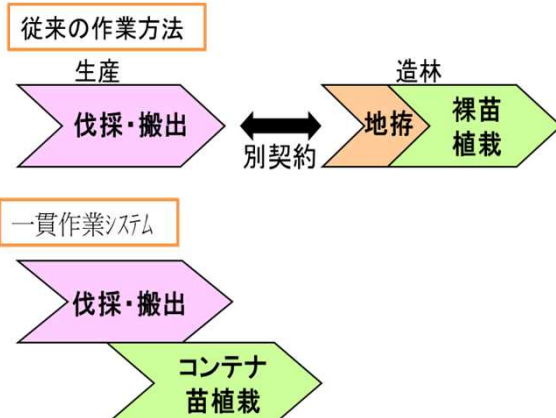 従来の作業方法
生産
造林
伐採・搬出
別契約
地拵
裸苗
植栽
一貫作業システム
伐採・搬出
コンテナ
苗植栽